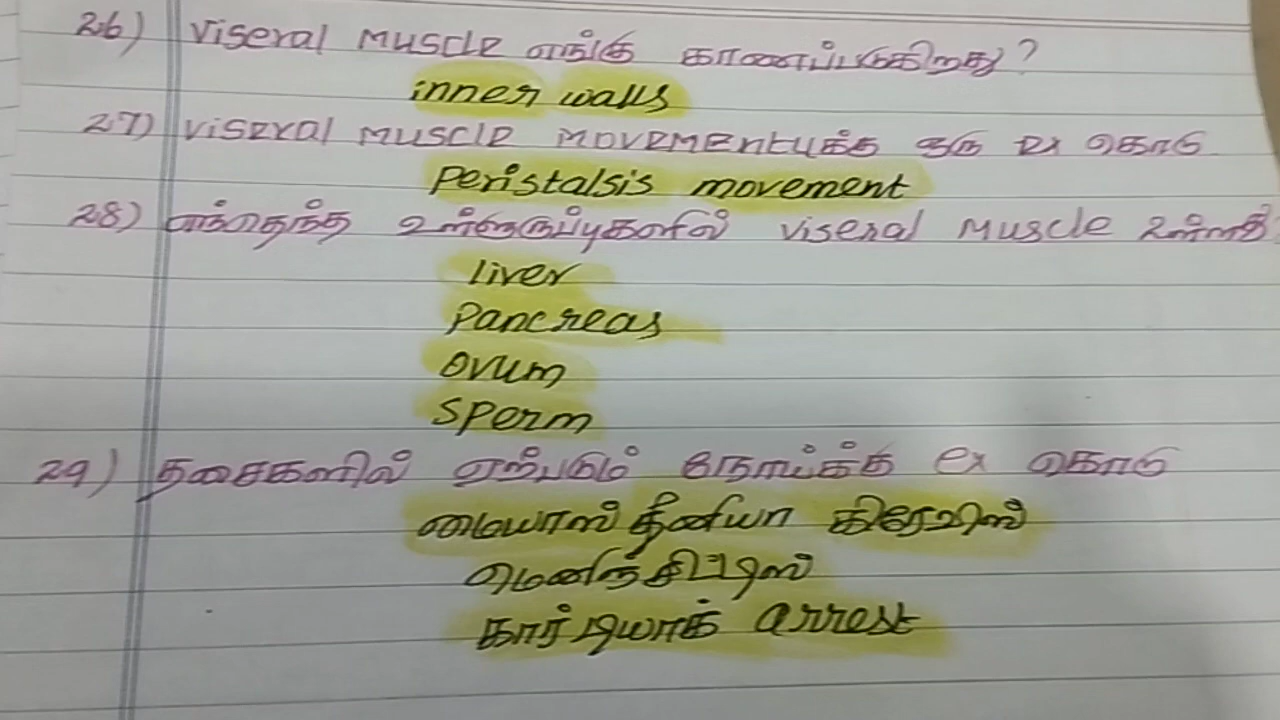 26) Viseral Muscle எங்கு காணப்படுகிறது?
inner walls
27) Viseral Muscle Movementபுக்கு ஒரு ex கொடு
Peristalsis movement
28) எந்தெந்த உள்ளுறுப்புகளில் Viseral Muscle உள்ளது
liver
Pancreas
Ovum
Sperm
29) தசைகளில் ஏற்படும் நோய்க்கு ex கொடு
மையாஸ்தீனியா கிரேவிஸ்
மெனிந்சிட்டிஸ்
கார்டியாக் arrest